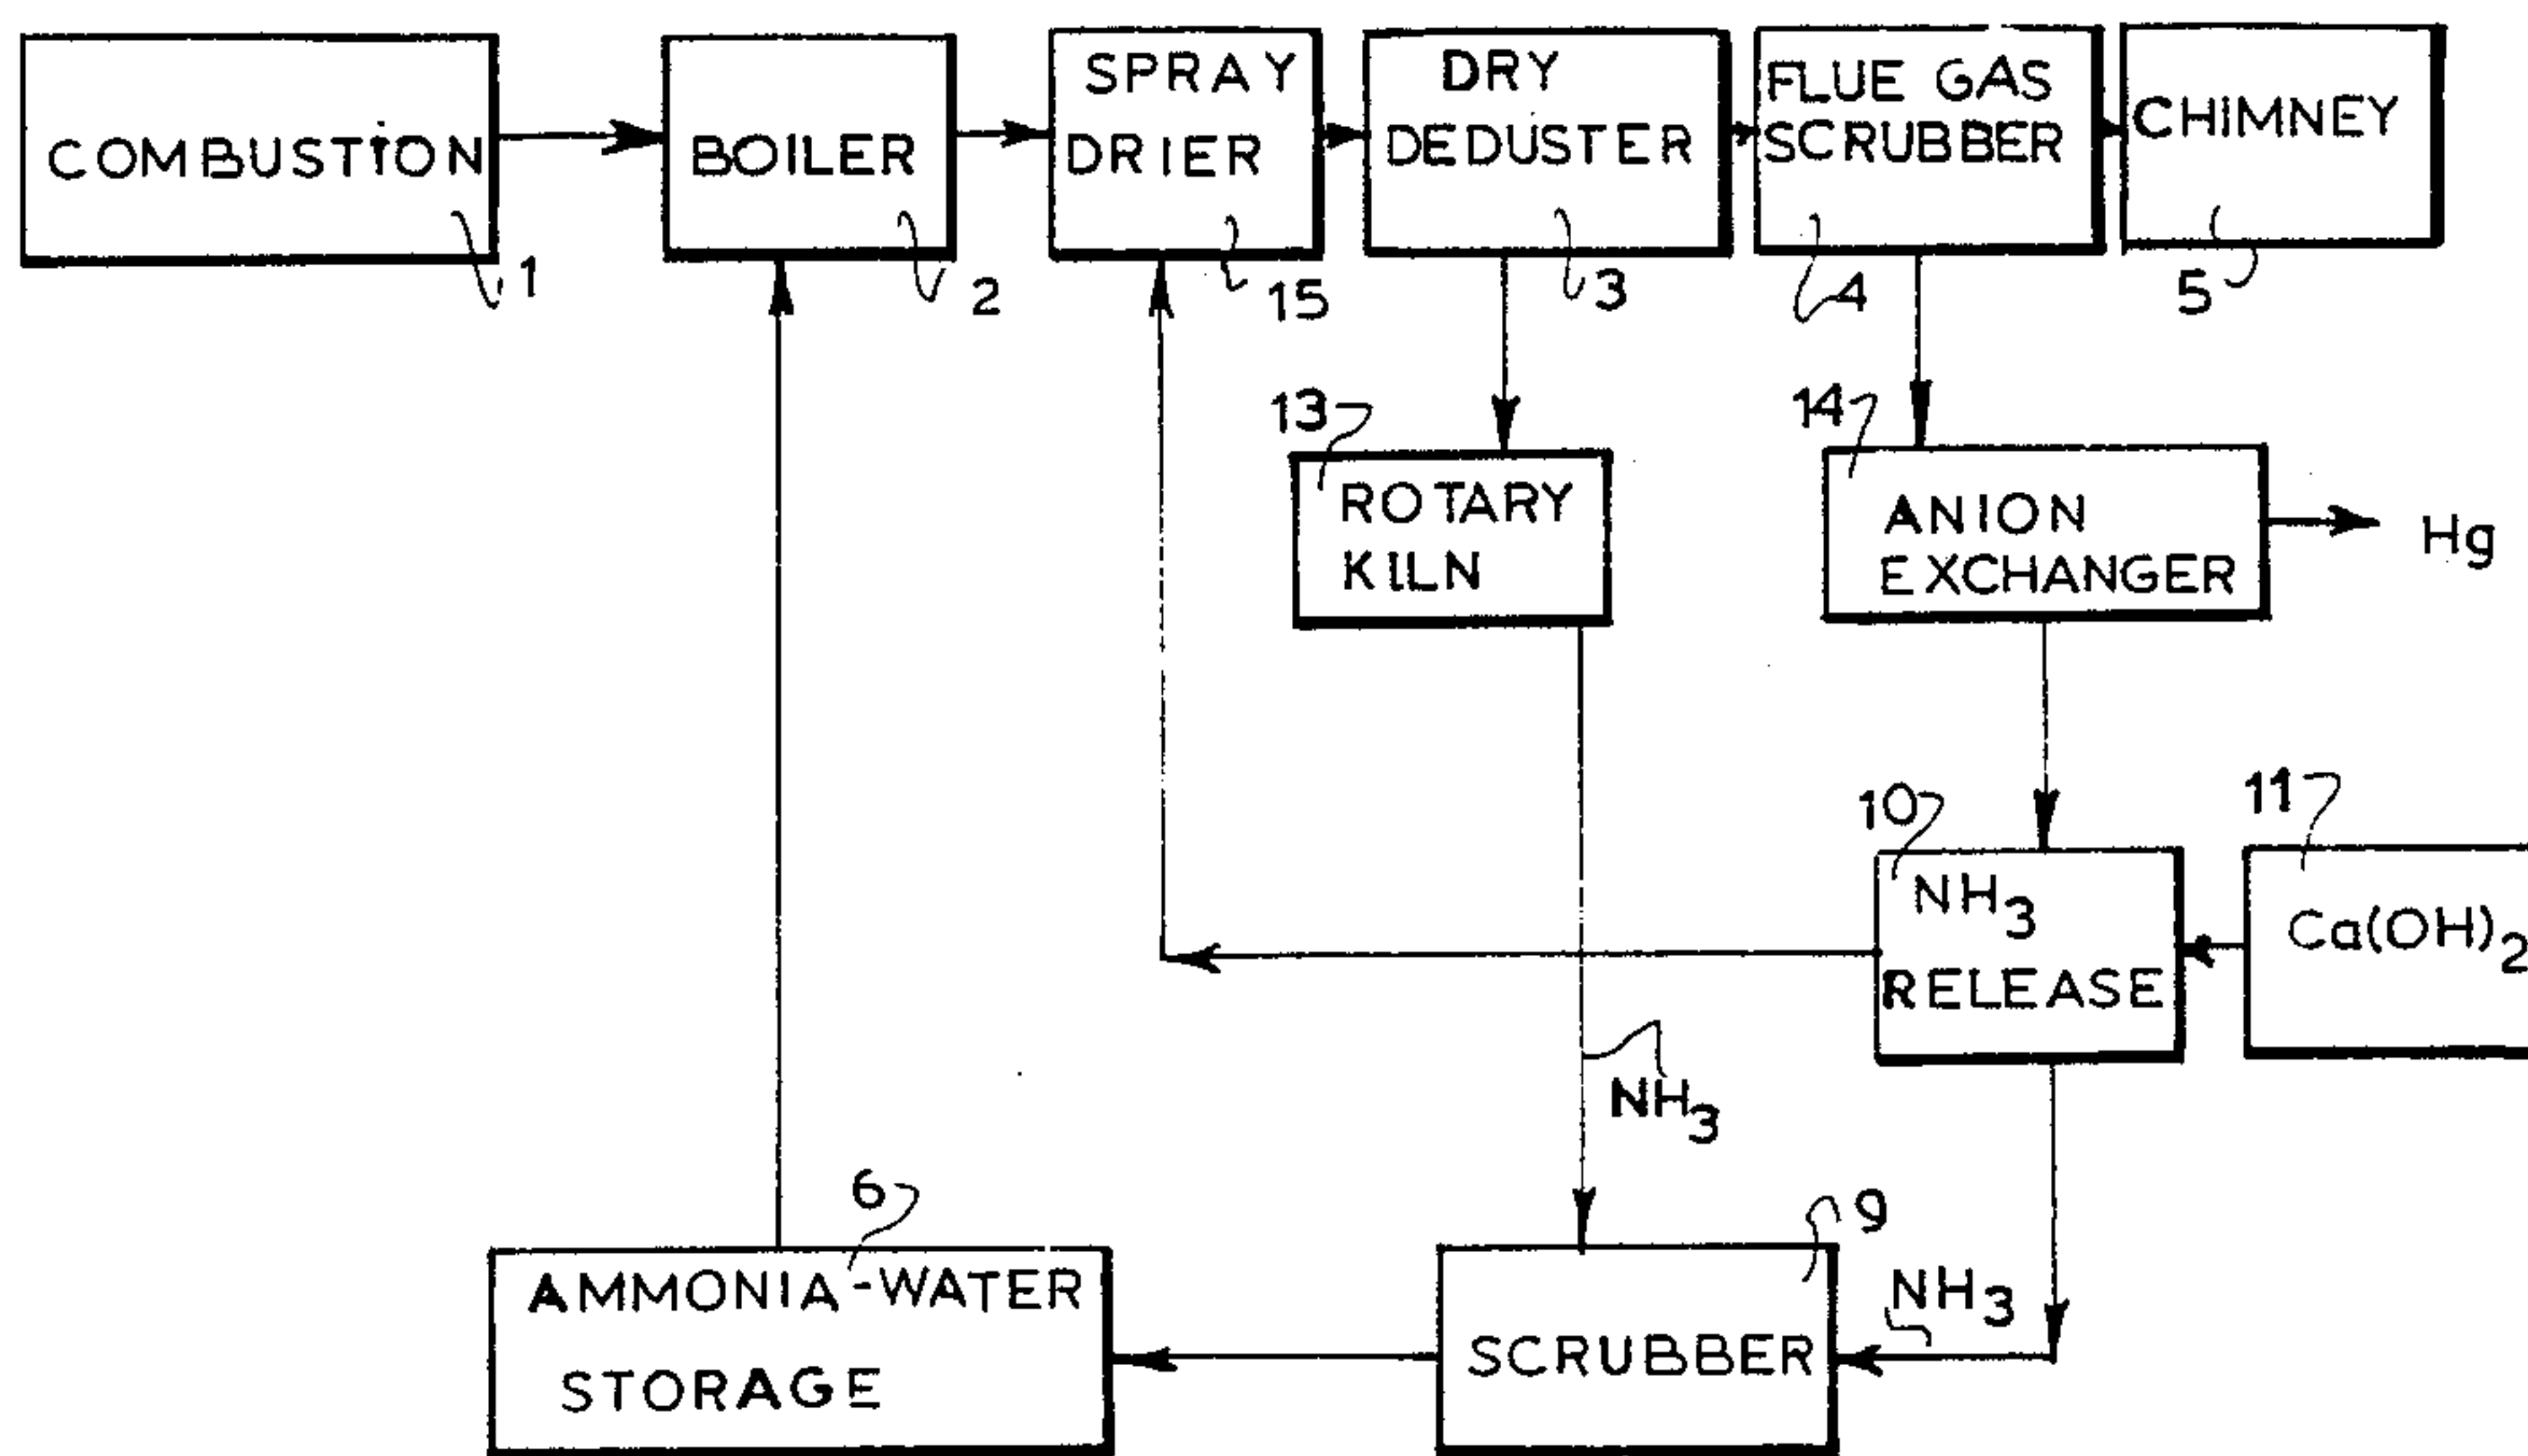 COMBUSTION
1
BOILER
2
SPRAY
DRIER
15
DRY
DEDUSTER
3
FLUE GAS
SCRUBBER
4
CHIMNEY
5
13
ROTARY
KILN
14
ANION
EXCHANGER
Hg
10
NH3
RELEASE
11
Ca(OH)2
NH3
6
AMMONIA-WATER
STORAGE
9
SCRUBBER
NH3